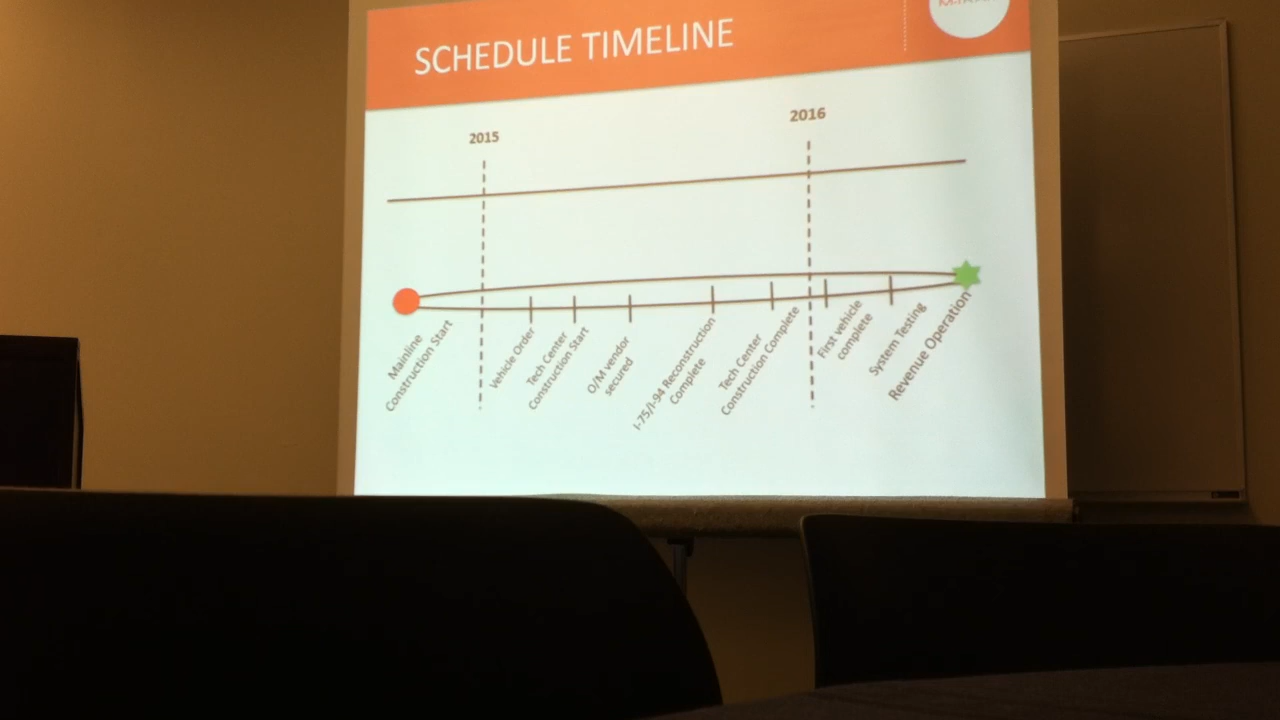 SCHEDULE TIMELINE
2015
2016
Mainline
Construction Start
Vehicle Order
Tech Center
Construction Start
O/M vendor
secured
I-75/I-94 Reconstruction
Complete
Tech Center
Construction Complete
First vehicle
complete
System Testing
Revenue Operation